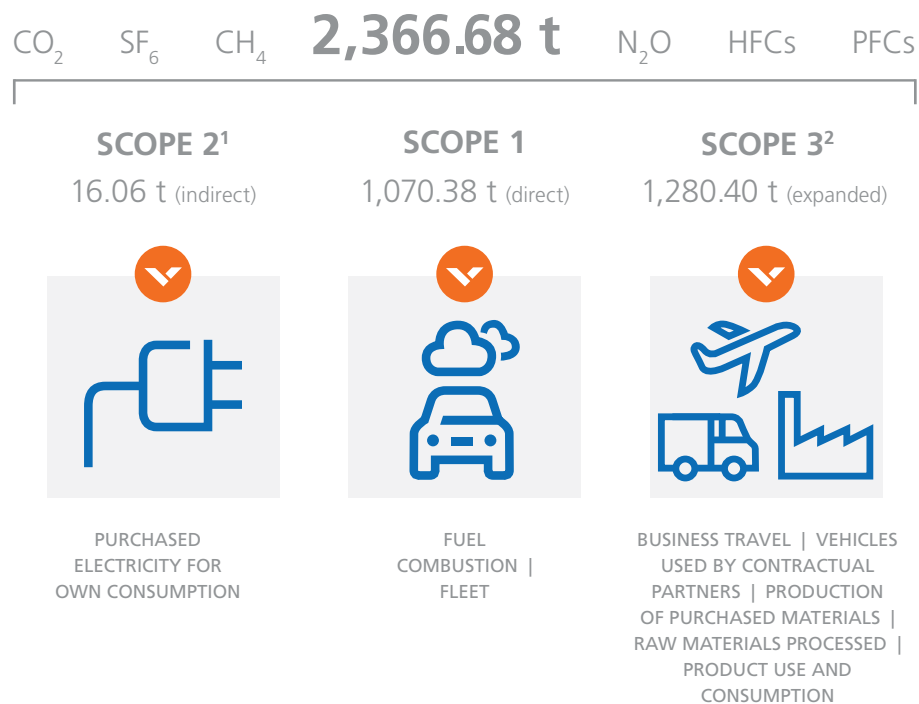 CO₂ SF₆ CH₄ 2,366.68 t N₂O HFCs PFCs
SCOPE 2¹
16.06 t (indirect)
PURCHASED
ELECTRICITY FOR
OWN CONSUMPTION
SCOPE 1
1,070.38 t (direct)
FUEL
COMBUSTION |
FLEET
SCOPE 3²
1,280.40 t (expanded)
BUSINESS TRAVEL | VEHICLES
USED BY CONTRACTUAL
PARTNERS | PRODUCTION
OF PURCHASED MATERIALS |
RAW MATERIALS PROCESSED |
PRODUCT USE AND
CONSUMPTION